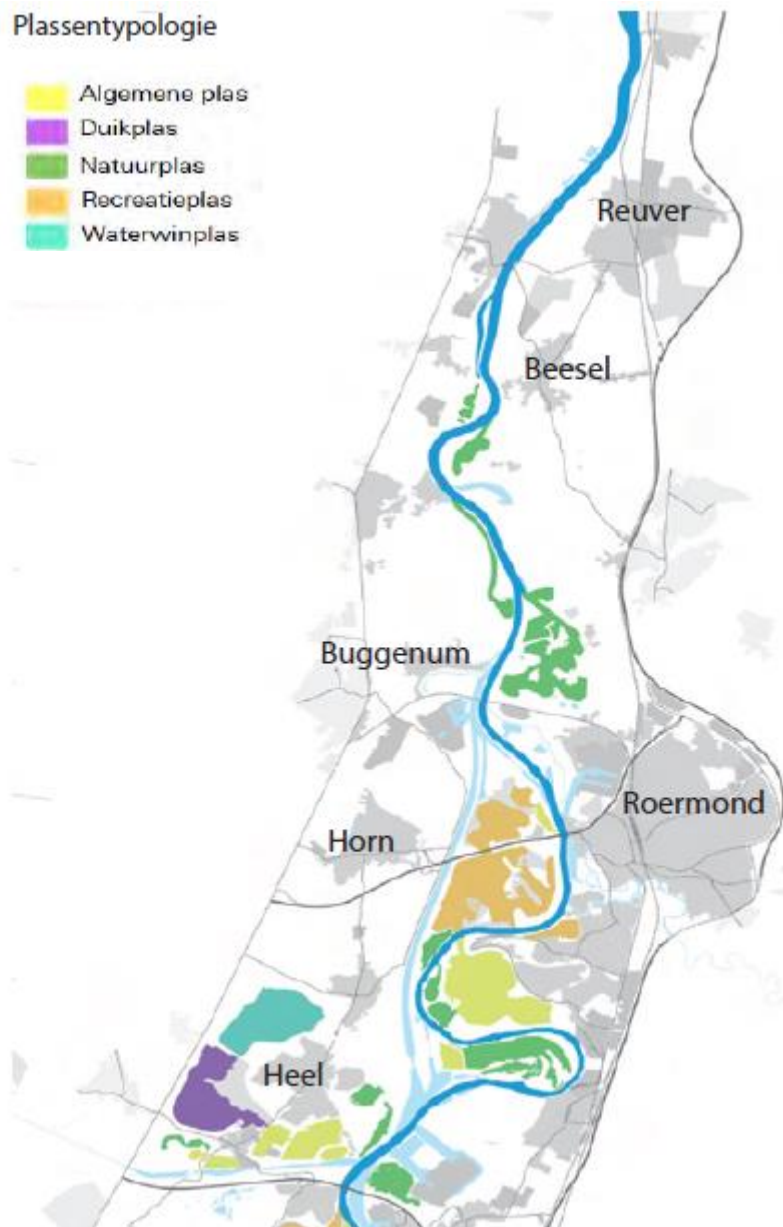 Plassentypologie
Algemene plas
Duikplas
Natuurplas
Recreatieplas
Waterwinplas
Reuver
Beesel
Buggenum
Roermond
Horn
Heel